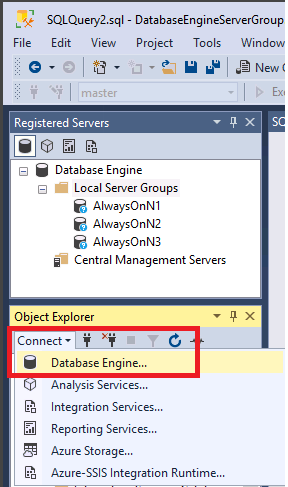 SQLQuery2.sql - DatabaseEngineServerGroup
File Edit View Project Tools Window
New
master Exe
Registered Servers
Database Engine
Local Server Groups
AlwaysOnN1
AlwaysOnN2
AlwaysOnN3
Central Management Servers
Object Explorer
Connect
Database Engine...
Analysis Services...
Integration Services...
Reporting Services...
Azure Storage...
Azure-SSIS Integration Runtime...